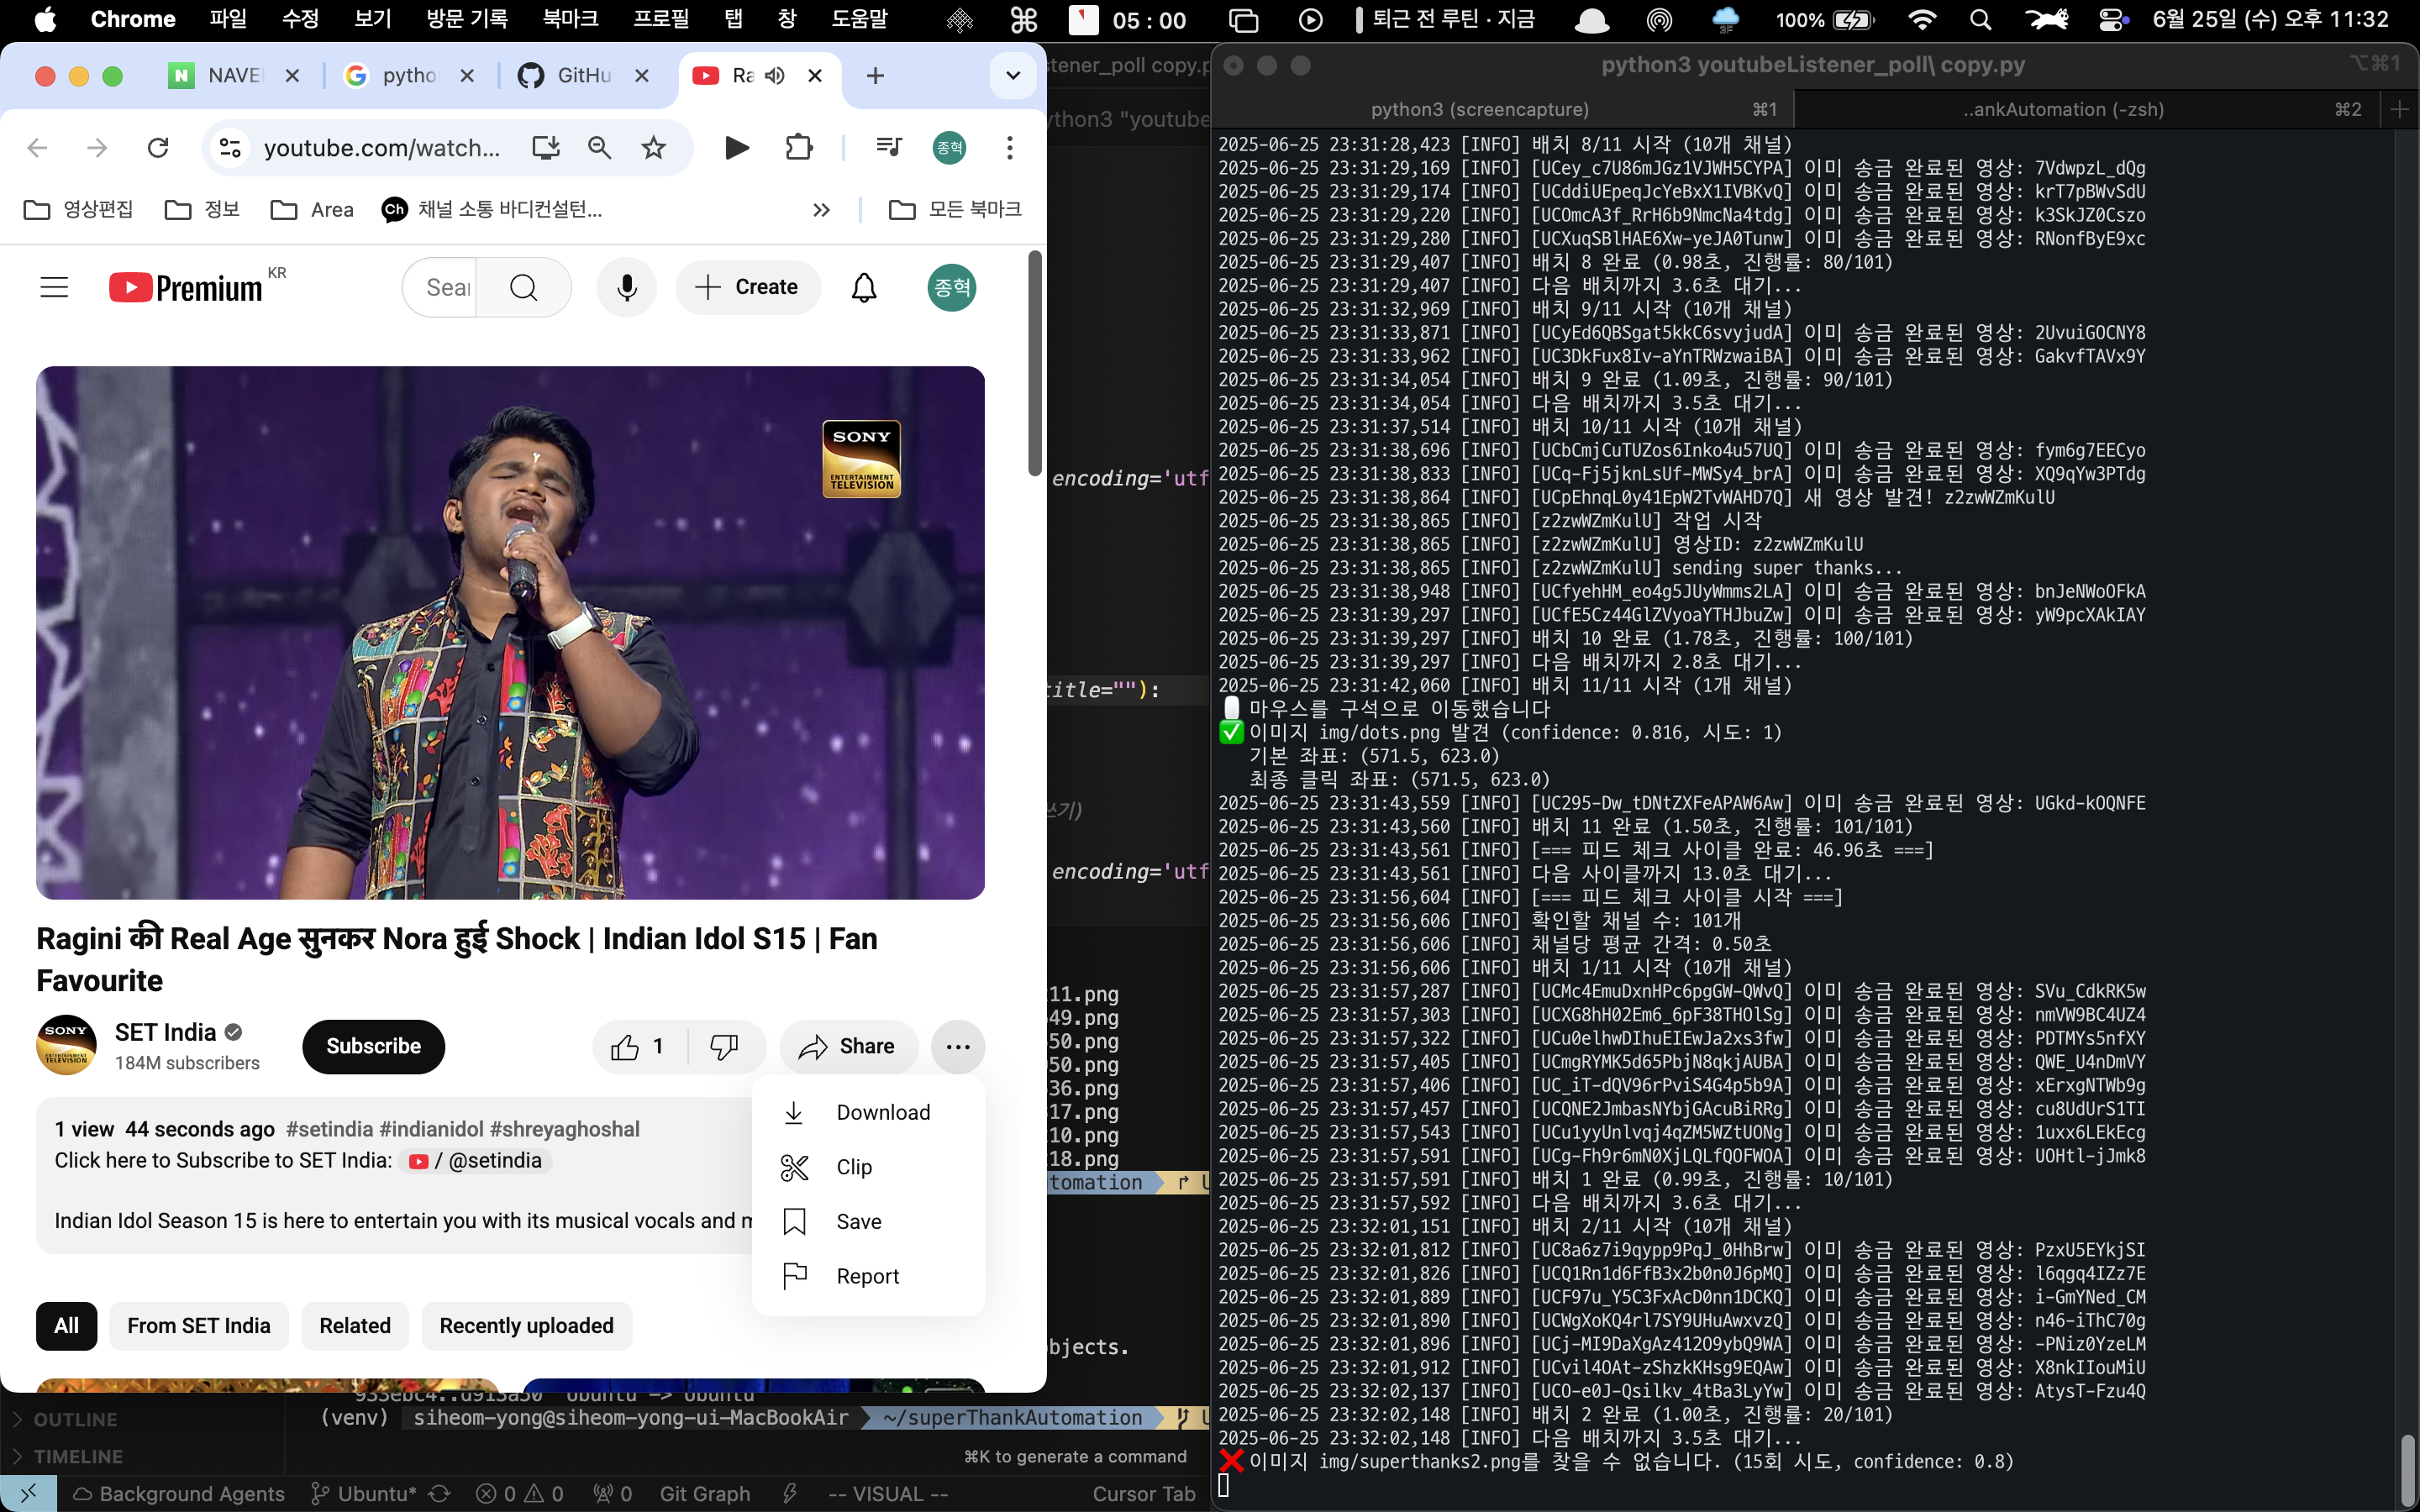 Chrome 파일 수정 보기 방문 기록 북마크 프로필 탭 창 도움말 05 : 00 퇴근 전 루틴 · 지금 3F 100% 6월 25일 (수) 오후 11:32
NAVE pytho GitHu Ra
youtube.com/watch... 종혁
영상편집 정보 Area Ch 채널 소통 바디컨설턴... 모든 북마크
Premium KR Sear Create 종혁
SONY
ENTERTAINMENT
TELEVISION
Ragini की Real Age सुनकर Nora हुई Shock | Indian Idol S15 | Fan
Favourite
SONY
ENTERTAINMENT
TELEVISION
SET India
184M subscribers
Subscribe
1
Share
Download
Clip
Save
Report
1 view 44 seconds ago #setindia #indianidol #shreyaghoshal
Click here to Subscribe to SET India: / @setindia
Indian Idol Season 15 is here to entertain you with its musical vocals and m
All From SET India Related Recently uploaded
stener_poll copy.p
ython3 "youtube
encoding='utf
title=""):
쓰기)
encoding='utf
11.png
49.png
50.png
50.png
36.png
17.png
10.png
18.png
tomation
bjects.
933ebc4..d913a50 Ubuntu -> Ubuntu
(venv) siheom-yong@siheom-yong-ui-MacBookAir ~/superThankAutomation
⌘K to generate a command
OUTLINE
TIMELINE
Background Agents Ubuntu* 0 0 0 Git Graph -- VISUAL -- Cursor Tab
python3 youtubeListener_poll\ copy.py ⌥⌘1
python3 (screencapture) ⌘1 ..ankAutomation (-zsh) ⌘2
2025-06-25 23:31:28,423 [INFO] 배치 8/11 시작 (10개 채널)
2025-06-25 23:31:29,169 [INFO] [UCey_c7U86mJGz1VJWH5CYPA] 이미 송금 완료된 영상: 7VdwpzL_dQg
2025-06-25 23:31:29,174 [INFO] [UCddiUEpeqJcYeBxX1IVBKvQ] 이미 송금 완료된 영상: krT7pBWvSdU
2025-06-25 23:31:29,220 [INFO] [UCOmcA3f_RrH6b9NmcNa4tdg] 이미 송금 완료된 영상: k3SkJZ0Cszo
2025-06-25 23:31:29,280 [INFO] [UCXuqSBlHAE6Xw-yeJA0Tunw] 이미 송금 완료된 영상: RNonfByE9xc
2025-06-25 23:31:29,407 [INFO] 배치 8 완료 (0.98초, 진행률: 80/101)
2025-06-25 23:31:29,407 [INFO] 다음 배치까지 3.6초 대기...
2025-06-25 23:31:32,969 [INFO] 배치 9/11 시작 (10개 채널)
2025-06-25 23:31:33,871 [INFO] [UCyEd6QBSgat5kkC6svyjudA] 이미 송금 완료된 영상: 2UvuiGOCNY8
2025-06-25 23:31:33,962 [INFO] [UC3DkFux8Iv-aYnTRWzwaiBA] 이미 송금 완료된 영상: GakvfTAVx9Y
2025-06-25 23:31:34,054 [INFO] 배치 9 완료 (1.09초, 진행률: 90/101)
2025-06-25 23:31:34,054 [INFO] 다음 배치까지 3.5초 대기...
2025-06-25 23:31:37,514 [INFO] 배치 10/11 시작 (10개 채널)
2025-06-25 23:31:38,696 [INFO] [UCbCmjCuTUZos6Inko4u57UQ] 이미 송금 완료된 영상: fym6g7EECyo
2025-06-25 23:31:38,833 [INFO] [UCq-Fj5jknLsUf-MWSy4_brA] 이미 송금 완료된 영상: XQ9qYw3PTdg
2025-06-25 23:31:38,864 [INFO] [UCpEhnqL0y41EpW2TvWAHD7Q] 새 영상 발견! z2zwWZmKulU
2025-06-25 23:31:38,865 [INFO] [z2zwWZmKulU] 작업 시작
2025-06-25 23:31:38,865 [INFO] [z2zwWZmKulU] 영상ID: z2zwWZmKulU
2025-06-25 23:31:38,865 [INFO] [z2zwWZmKulU] sending super thanks...
2025-06-25 23:31:38,948 [INFO] [UCfyehHM_eo4g5JUyWmms2LA] 이미 송금 완료된 영상: bnJeNWoOFkA
2025-06-25 23:31:39,297 [INFO] [UCfE5Cz44GlZVyoaYTHJbuZw] 이미 송금 완료된 영상: yW9pcXAkIAY
2025-06-25 23:31:39,297 [INFO] 배치 10 완료 (1.78초, 진행률: 100/101)
2025-06-25 23:31:39,297 [INFO] 다음 배치까지 2.8초 대기...
2025-06-25 23:31:42,060 [INFO] 배치 11/11 시작 (1개 채널)
마우스를 구석으로 이동했습니다
✅이미지 img/dots.png 발견 (confidence: 0.816, 시도: 1)
기본 좌표: (571.5, 623.0)
최종 클릭 좌표: (571.5, 623.0)
2025-06-25 23:31:43,559 [INFO] [UC295-Dw_tDNtZXFeAPAW6Aw] 이미 송금 완료된 영상: UGkd-kOQNFE
2025-06-25 23:31:43,560 [INFO] 배치 11 완료 (1.50초, 진행률: 101/101)
2025-06-25 23:31:43,561 [INFO] [=== 피드 체크 사이클 완료: 46.96초 ===]
2025-06-25 23:31:43,561 [INFO] 다음 사이클까지 13.0초 대기...
2025-06-25 23:31:56,604 [INFO] [=== 피드 체크 사이클 시작 ===]
2025-06-25 23:31:56,606 [INFO] 확인할 채널 수: 101개
2025-06-25 23:31:56,606 [INFO] 채널당 평균 간격: 0.50초
2025-06-25 23:31:56,606 [INFO] 배치 1/11 시작 (10개 채널)
2025-06-25 23:31:57,287 [INFO] [UCMc4EmuDxnHPc6pgGW-QWvQ] 이미 송금 완료된 영상: SVu_CdkRK5w
2025-06-25 23:31:57,303 [INFO] [UCXG8hH02Em6_6pF38THOlSg] 이미 송금 완료된 영상: nmVW9BC4UZ4
2025-06-25 23:31:57,322 [INFO] [UCu0elhwDIhuEIEwJa2xs3fw] 이미 송금 완료된 영상: PDTMYs5nfXY
2025-06-25 23:31:57,405 [INFO] [UCmgRYMK5d65PbjN8qkjAUBA] 이미 송금 완료된 영상: QWE_U4nDmVY
2025-06-25 23:31:57,406 [INFO] [UC_iT-dQV96rPviS4G4p5b9A] 이미 송금 완료된 영상: xErxgNTWb9g
2025-06-25 23:31:57,457 [INFO] [UCQNE2JmbasNYbjGAcuBiRRg] 이미 송금 완료된 영상: cu8UdUrS1TI
2025-06-25 23:31:57,543 [INFO] [UCu1yyUnlvqj4qZM5WZtUONg] 이미 송금 완료된 영상: 1uxx6LEkEcg
2025-06-25 23:31:57,591 [INFO] [UCg-Fh9r6mN0XjLQLfQOFWOA] 이미 송금 완료된 영상: UOHtl-jJmk8
2025-06-25 23:31:57,591 [INFO] 배치 1 완료 (0.99초, 진행률: 10/101)
2025-06-25 23:31:57,592 [INFO] 다음 배치까지 3.6초 대기...
2025-06-25 23:32:01,151 [INFO] 배치 2/11 시작 (10개 채널)
2025-06-25 23:32:01,812 [INFO] [UC8a6z7i9qypp9PqJ_0HhBrw] 이미 송금 완료된 영상: PzxU5EYkjSI
2025-06-25 23:32:01,826 [INFO] [UCQ1Rn1d6FfB3x2b0n0J6pMQ] 이미 송금 완료된 영상: l6qgq4IZz7E
2025-06-25 23:32:01,889 [INFO] [UCF97u_Y5C3FxAcD0nn1DCKQ] 이미 송금 완료된 영상: i-GmYNed_CM
2025-06-25 23:32:01,890 [INFO] [UCWgXoKQ4rl7SY9UHuAwxvzQ] 이미 송금 완료된 영상: n46-iThC70g
2025-06-25 23:32:01,896 [INFO] [UCj-MI9DaXgAz412O9ybQ9WA] 이미 송금 완료된 영상: -PNiz0YzeLM
2025-06-25 23:32:01,912 [INFO] [UCvil4OAt-zShzkKHsg9EQAw] 이미 송금 완료된 영상: X8nkIIouMiU
2025-06-25 23:32:02,137 [INFO] [UCO-e0J-Qsilkv_4tBa3LyYw] 이미 송금 완료된 영상: AtysT-Fzu4Q
2025-06-25 23:32:02,148 [INFO] 배치 2 완료 (1.00초, 진행률: 20/101)
2025-06-25 23:32:02,148 [INFO] 다음 배치까지 3.5초 대기...
❌이미지 img/superthanks2.png를 찾을 수 없습니다. (15회 시도, confidence: 0.8)